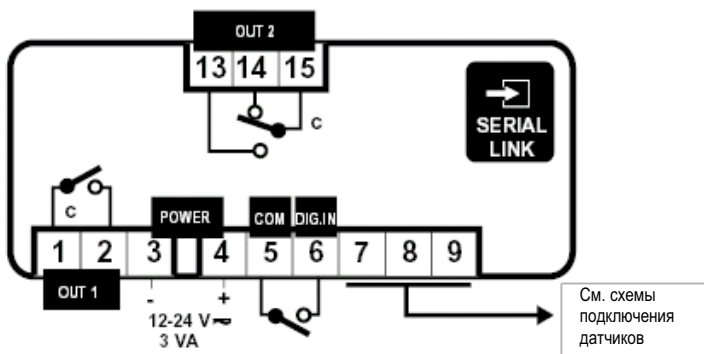 OUT 2
13 14 15
C
SERIAL
LINK
C
POWER
COM DIG.IN
1 2 3 4 5 6 7 8 9
OUT 1
- +
12-24 V
3 VA
См. схемы
подключения
датчиков